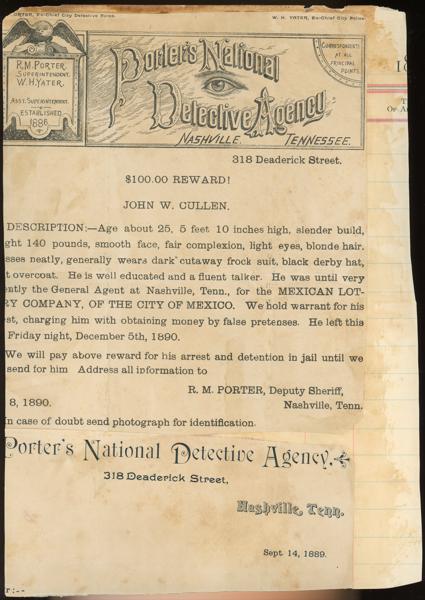 ORTER, Ex-Chief City Detective Force.
W. H. YATER, Ex-Chief City Police
R. M. PORTER.
SUPERINTENDENT.
W. H. YATER.
ASST. SUPERINTENDENT.
ESTABLISHED
1886
Porter's National
Detective Agency
NASHVILLE. TENNESSEE.
CORRESPONDENTS
AT ALL
PRINCIPAL
POINTS.
318 Deaderick Street.
$100.00 REWARD!
JOHN W. CULLEN.
DESCRIPTION:—Age about 25, 5 feet 10 inches high, slender build,
ght 140 pounds, smooth face, fair complexion, light eyes, blonde hair.
sses neatly, generally wears dark cutaway frock suit, black derby hat,
t overcoat. He is well educated and a fluent talker. He was until very
ently the General Agent at Nashville, Tenn., for the MEXICAN LOT-
RY COMPANY, OF THE CITY OF MEXICO. We hold warrant for his
est, charging him with obtaining money by false pretenses. He left this
Friday night, December 5th, 1890.
We will pay above reward for his arrest and detention in jail until we
send for him Address all information to
R. M. PORTER, Deputy Sheriff,
8, 1890. Nashville, Tenn.
In case of doubt send photograph for identification.
Porter's National Detective Agency,
318 Deaderick Street,
Nashville, Tenn.
Sept. 14, 1889.
r:--
18
T
OF A